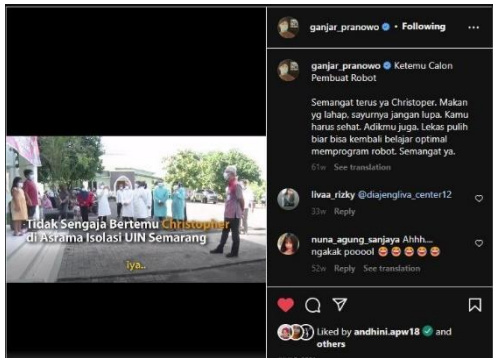 ganjar_pranowo • Following
ganjar_pranowo Ketemu Calon
Pembuat Robot
Semangat terus ya Christoper. Makan
yg lahap, sayurnya jangan lupa. Kamu
harus sehat. Adikmu juga. Lekas pulih
biar bisa kembali belajar optimal
memprogram robot. Semangat ya.
61w See translation
livaa_rizky @diajengliva_center12
33w Reply
nuna_agung_sanjaya Ahhh....
ngakak pooool 😂😂😂😂😂
52w Reply See translation
Liked by andhini.apw18 and
others
Tidak Sengaja Bertemu Christopher
di Asrama Isolasi UIN Semarang
Iya..